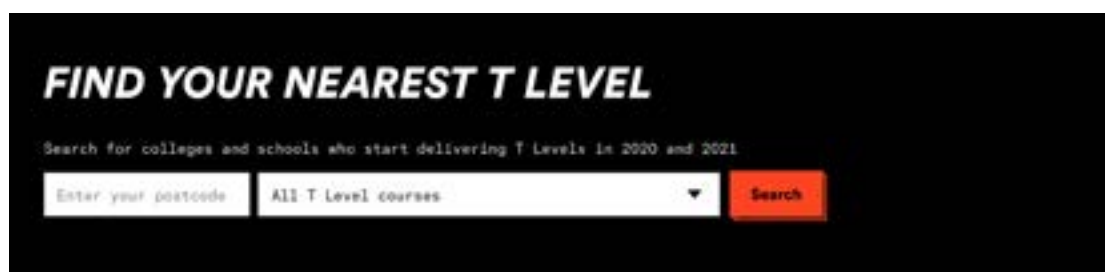 FIND YOUR NEAREST T LEVEL
Search for colleges and schools who start delivering T Levels in 2020 and 2021
Enter your postcode All T Level courses Search